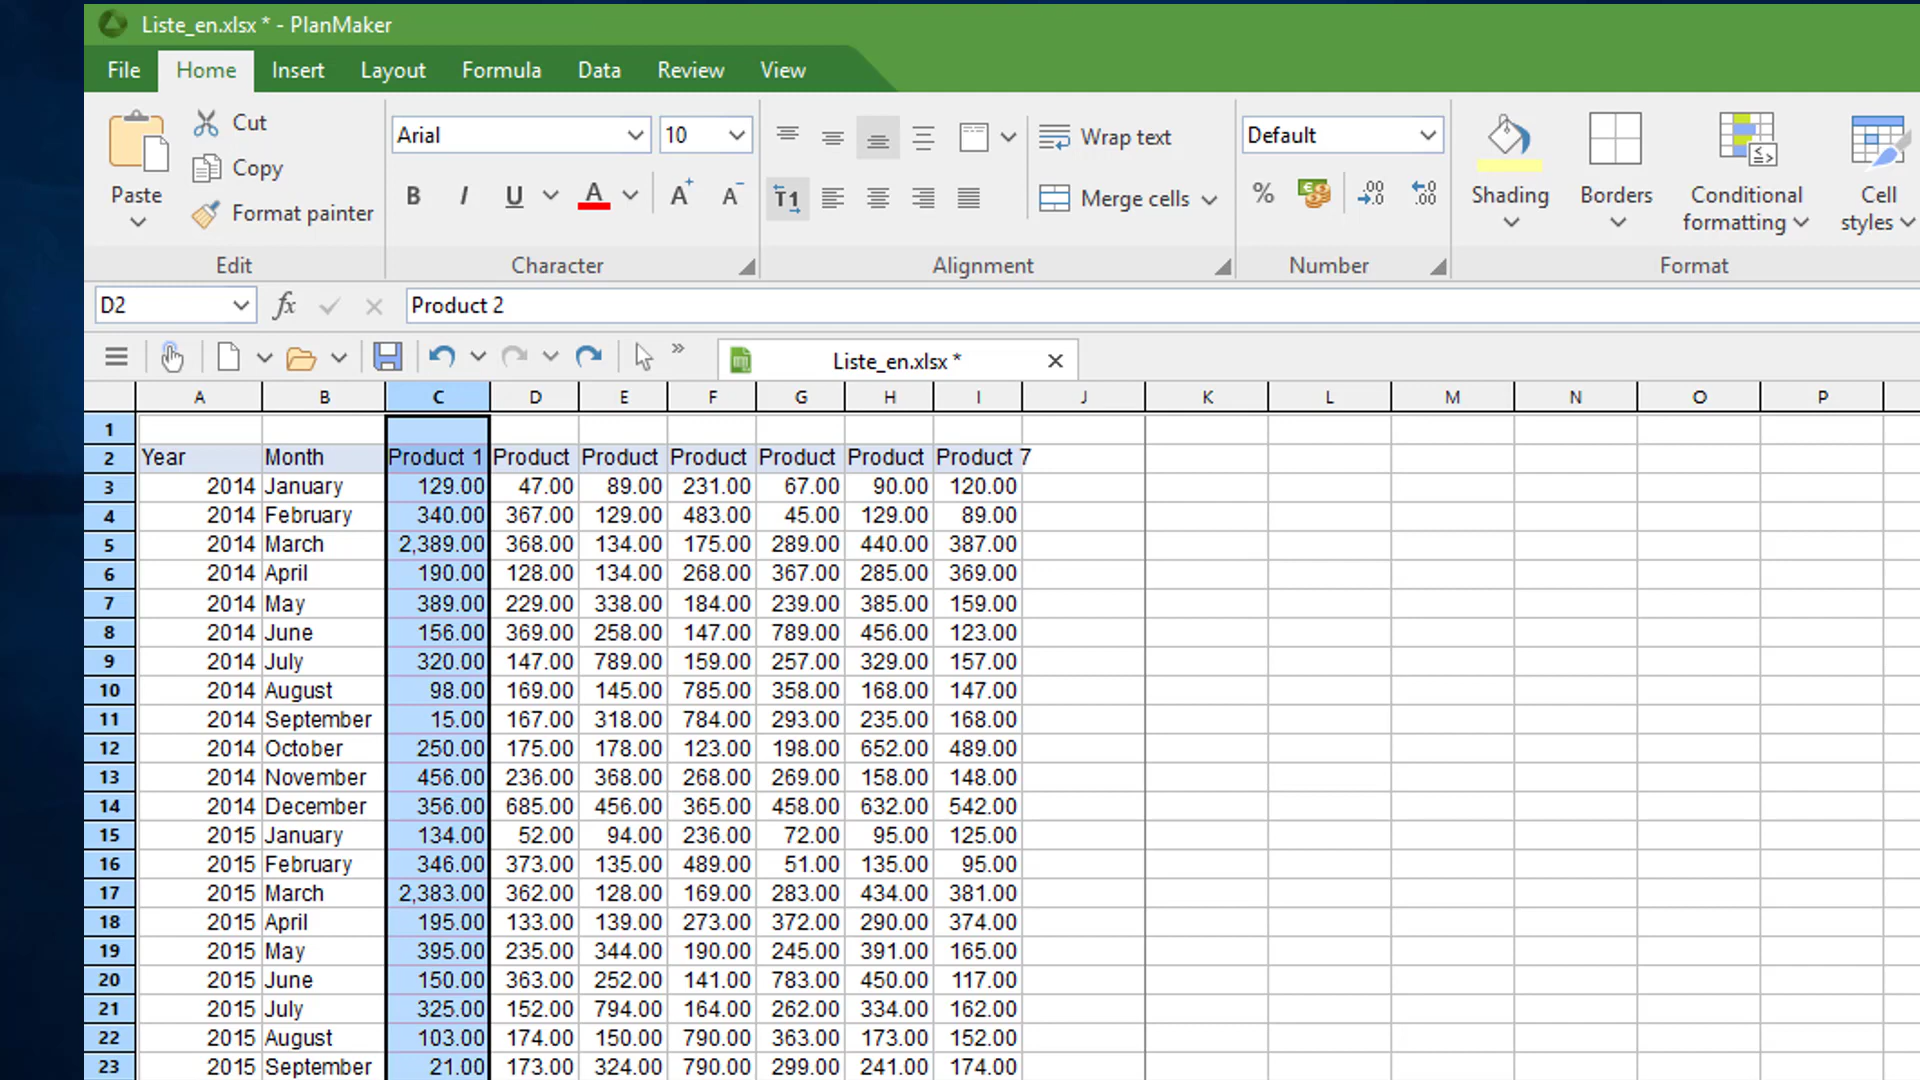 Liste_en.xlsx * - PlanMaker
File Home Insert Layout Formula Data Review View
Paste
Cut
Copy
Format painter
Edit
Arial 10
B I U A A+ A-
Character
T1
Wrap text
Merge cells
Alignment
Default
% .00 →.0 ←.0 .00
Number
Shading
Borders
Conditional formatting
Cell styles
Format
D2 fx Product 2
Liste_en.xlsx *
A B C D E F G H I J K L M N O P
1
2 Year Month Product 1 Product Product Product Product Product Product 7
3 2014 January 129.00 47.00 89.00 231.00 67.00 90.00 120.00
4 2014 February 340.00 367.00 129.00 483.00 45.00 129.00 89.00
5 2014 March 2,389.00 368.00 134.00 175.00 289.00 440.00 387.00
6 2014 April 190.00 128.00 134.00 268.00 367.00 285.00 369.00
7 2014 May 389.00 229.00 338.00 184.00 239.00 385.00 159.00
8 2014 June 156.00 369.00 258.00 147.00 789.00 456.00 123.00
9 2014 July 320.00 147.00 789.00 159.00 257.00 329.00 157.00
10 2014 August 98.00 169.00 145.00 785.00 358.00 168.00 147.00
11 2014 September 15.00 167.00 318.00 784.00 293.00 235.00 168.00
12 2014 October 250.00 175.00 178.00 123.00 198.00 652.00 489.00
13 2014 November 456.00 236.00 368.00 268.00 269.00 158.00 148.00
14 2014 December 356.00 685.00 456.00 365.00 458.00 632.00 542.00
15 2015 January 134.00 52.00 94.00 236.00 72.00 95.00 125.00
16 2015 February 346.00 373.00 135.00 489.00 51.00 135.00 95.00
17 2015 March 2,383.00 362.00 128.00 169.00 283.00 434.00 381.00
18 2015 April 195.00 133.00 139.00 273.00 372.00 290.00 374.00
19 2015 May 395.00 235.00 344.00 190.00 245.00 391.00 165.00
20 2015 June 150.00 363.00 252.00 141.00 783.00 450.00 117.00
21 2015 July 325.00 152.00 794.00 164.00 262.00 334.00 162.00
22 2015 August 103.00 174.00 150.00 790.00 363.00 173.00 152.00
23 2015 September 21.00 173.00 324.00 790.00 299.00 241.00 174.00